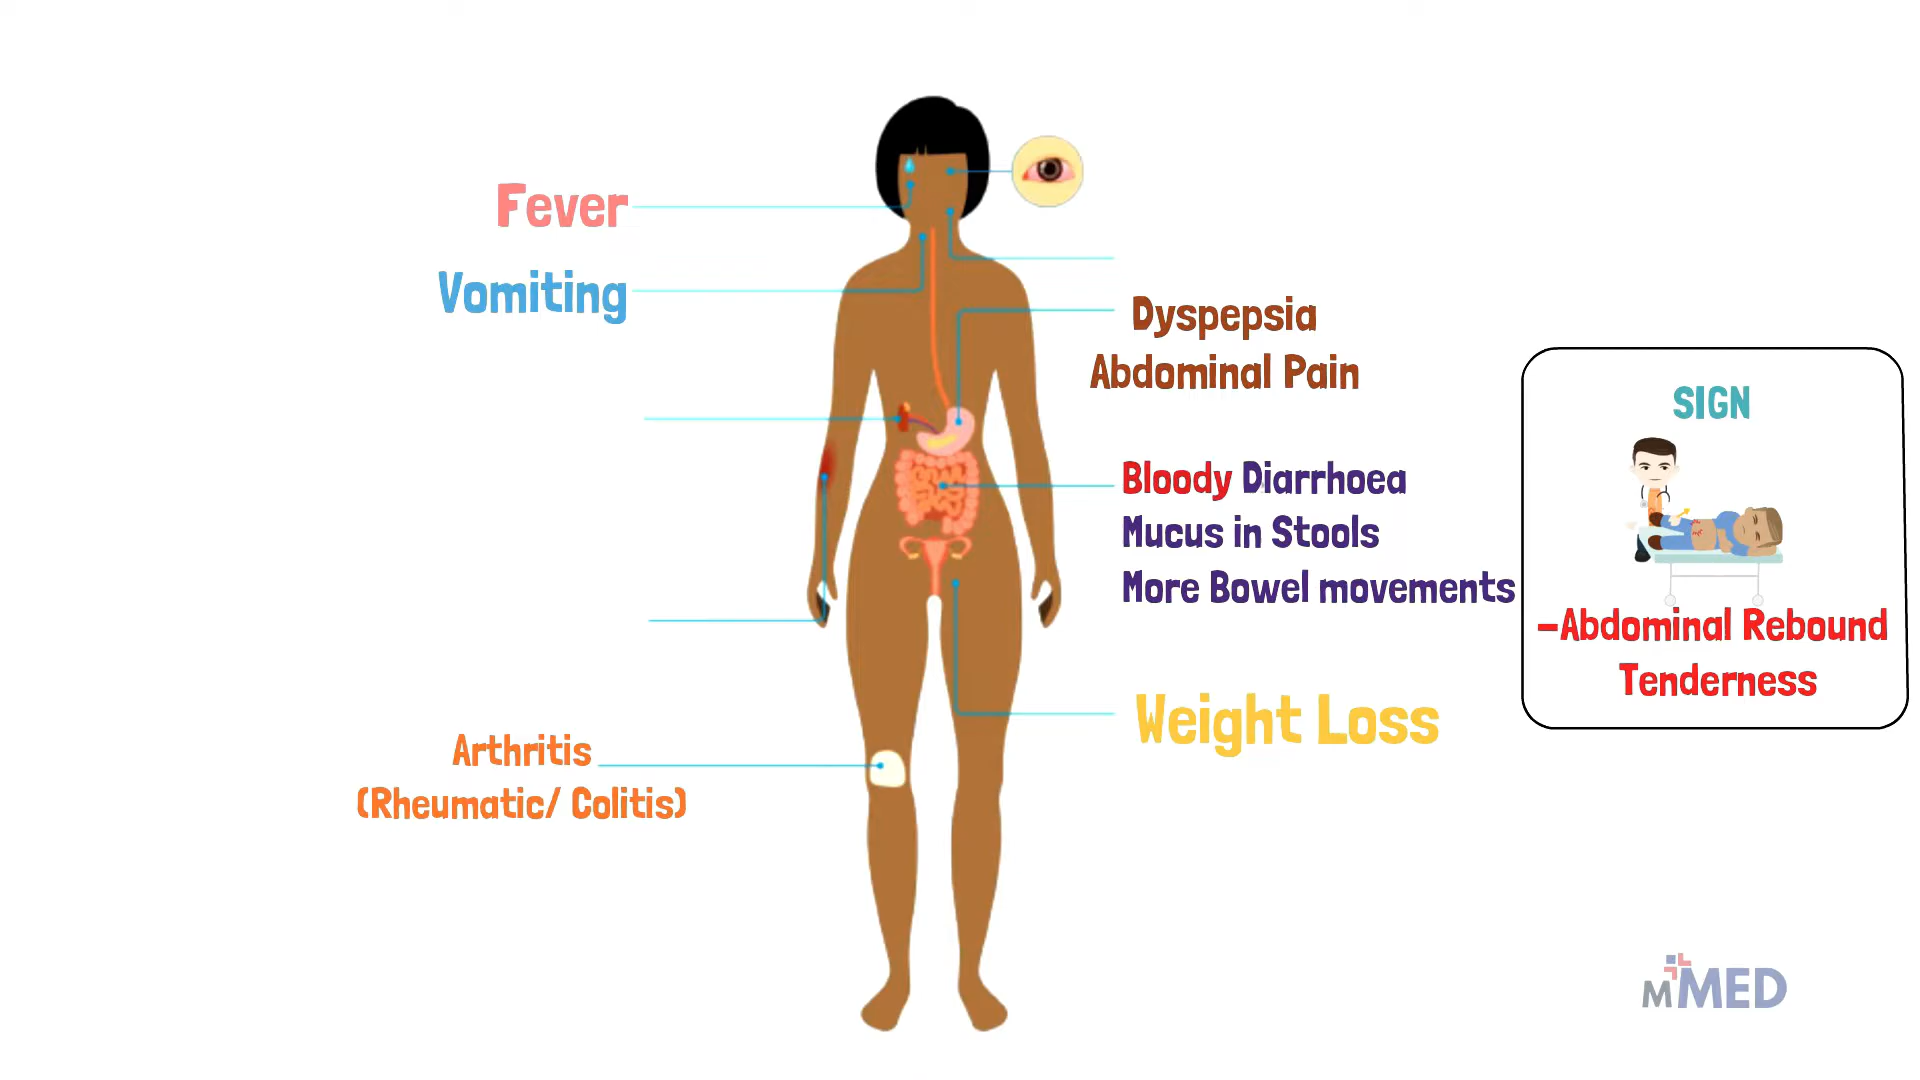 Fever
Vomiting
Dyspepsia
Abdominal Pain
SIGN
Bloody Diarrhoea
Mucus in Stools
More Bowel movements
-Abdominal Rebound
Tenderness
Weight Loss
Arthritis
(Rheumatic/ Colitis)
MMED